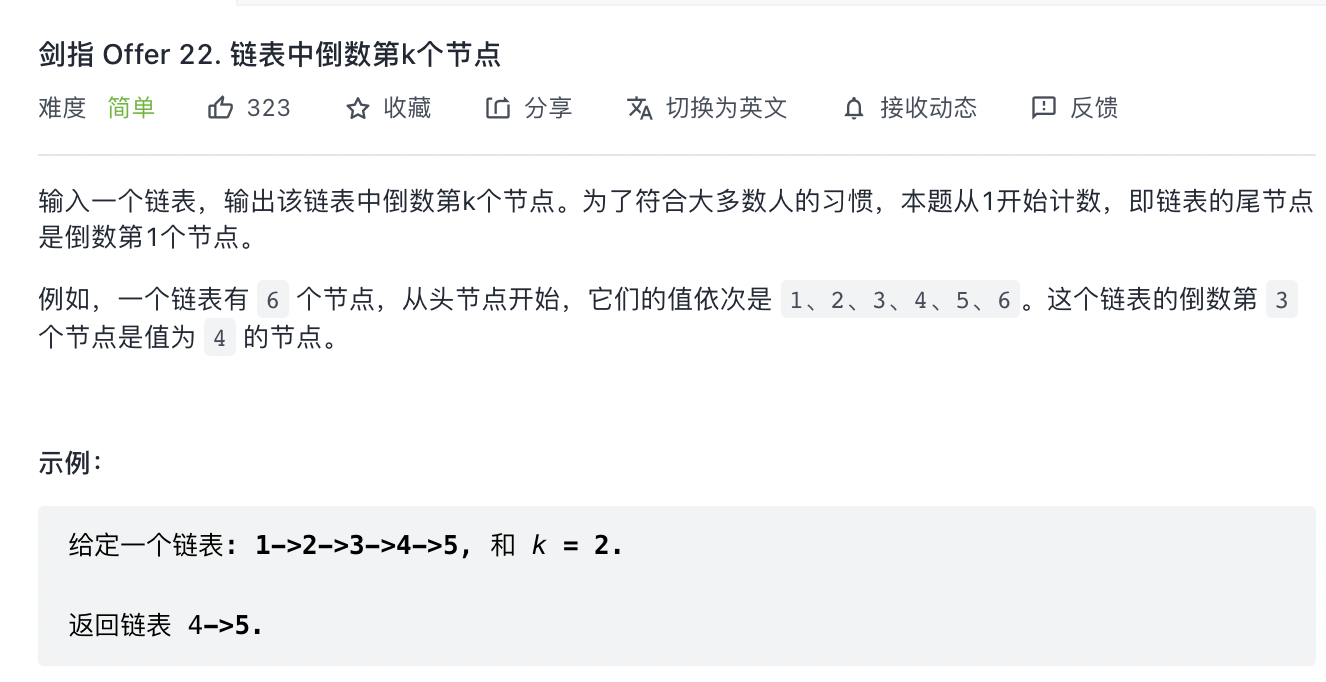 剑指 Offer 22. 链表中倒数第k个节点
难度 简单 323 收藏 分享 切换为英文 接收动态 反馈
输入一个链表，输出该链表中倒数第k个节点。为了符合大多数人的习惯，本题从1开始计数，即链表的尾节点
是倒数第1个节点。
例如，一个链表有 6 个节点，从头节点开始，它们的值依次是 1、2、3、4、5、6 。这个链表的倒数第 3
个节点是值为 4 的节点。
示例：
给定一个链表: 1->2->3->4->5, 和 k = 2.
返回链表 4->5.